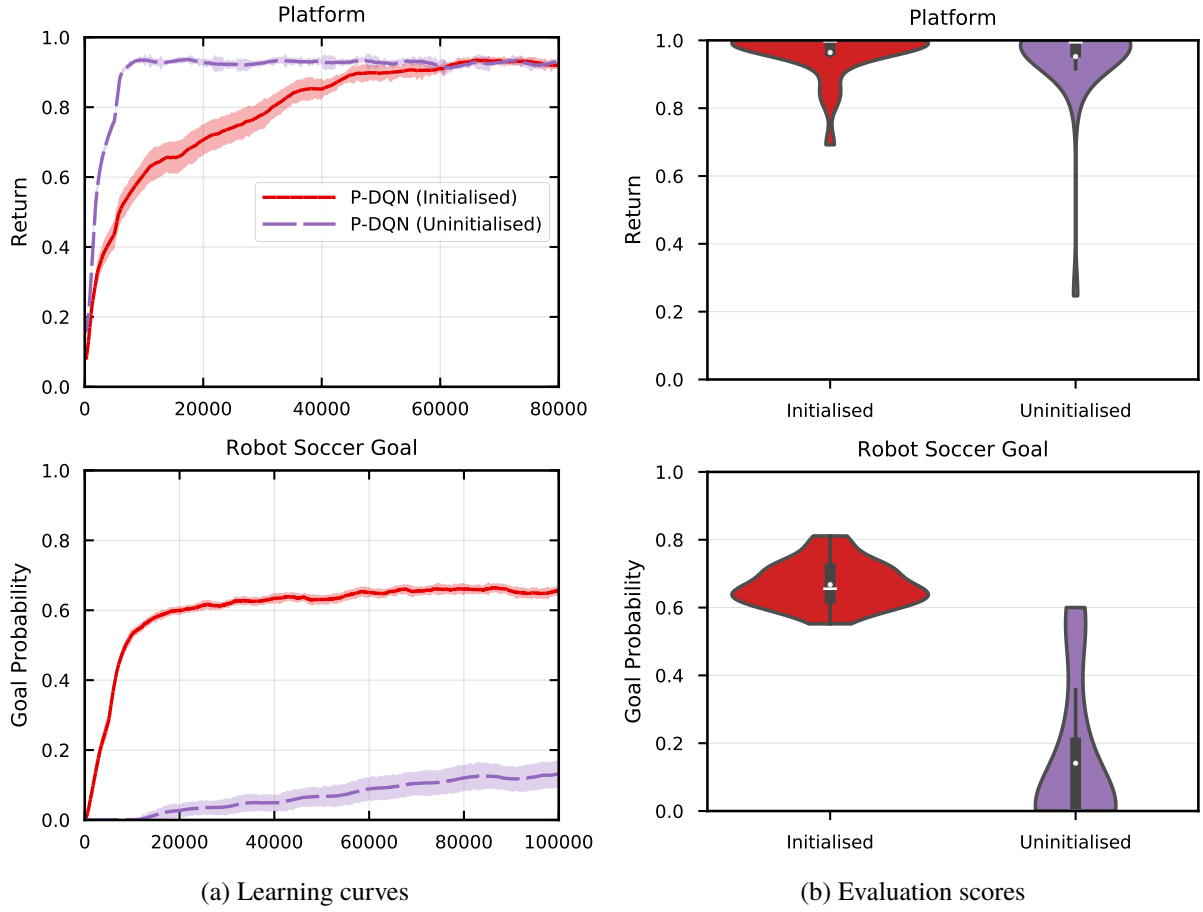 Platform
Return
1.0
0.8
0.6
0.4
0.2
0.0
P-DQN (Initialised)
P-DQN (Uninitialised)
0 20000 40000 60000 80000
Platform
Return
1.0
0.8
0.6
0.4
0.2
0.0
Initialised Uninitialised
Robot Soccer Goal
Goal Probability
1.0
0.8
0.6
0.4
0.2
0.0
0 20000 40000 60000 80000 100000
Robot Soccer Goal
Goal Probability
1.0
0.8
0.6
0.4
0.2
0.0
Initialised Uninitialised
(a) Learning curves
(b) Evaluation scores